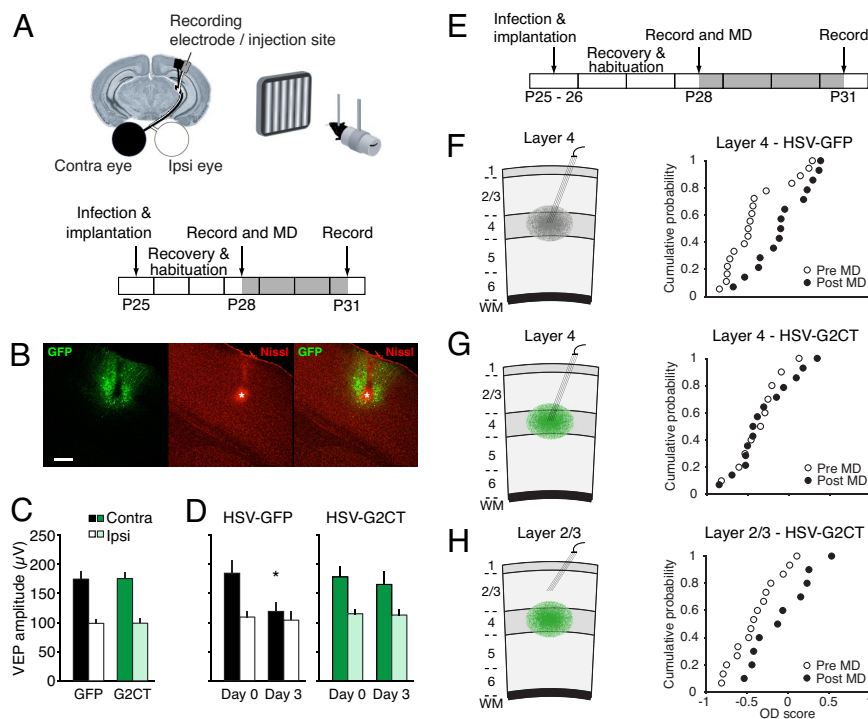 A
Recording
electrode / injection site
Contra eye
Ipsi eye
Infection &
implantation
Record and MD
Record
Recovery &
habituation
P25
P28
P31
B
GFP
Nissl
GFP
Nissl
*
C
Contra
Ipsi
VEP amplitude (µV)
250
200
150
100
50
0
GFP
G2CT
D
HSV-GFP
HSV-G2CT
*
Day 0
Day 3
Day 0
Day 3
E
Infection &
implantation
Record and MD
Record
Recovery &
habituation
P25 - 26
P28
P31
F
Layer 4
1
2/3
4
5
6
WM
Layer 4 - HSV-GFP
Cumulative probability
1
0.8
0.6
0.4
0.2
0
Pre MD
Post MD
G
Layer 4
1
2/3
4
5
6
WM
Layer 4 - HSV-G2CT
Cumulative probability
1
0.8
0.6
0.4
0.2
0
Pre MD
Post MD
H
Layer 2/3
1
2/3
4
5
6
WM
Layer 2/3 - HSV-G2CT
Cumulative probability
1
0.8
0.6
0.4
0.2
0
Pre MD
Post MD
-1
-0.5
0
0.5
OD score